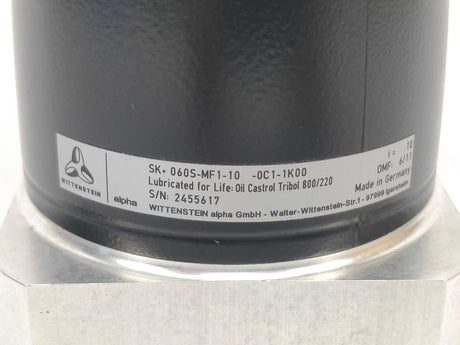 SK+ 060S-MF1-10 -0C1-1K00 i= 10
Lubricated for Life: Oil Castrol Tribol 800/220 DMF: 6/11
S/N: 2455617 Made in Germany
WITTENSTEIN alpha GmbH - Walter-Wittenstein-Str.1 - 97999 Igersheim
WITTENSTEIN
alpha